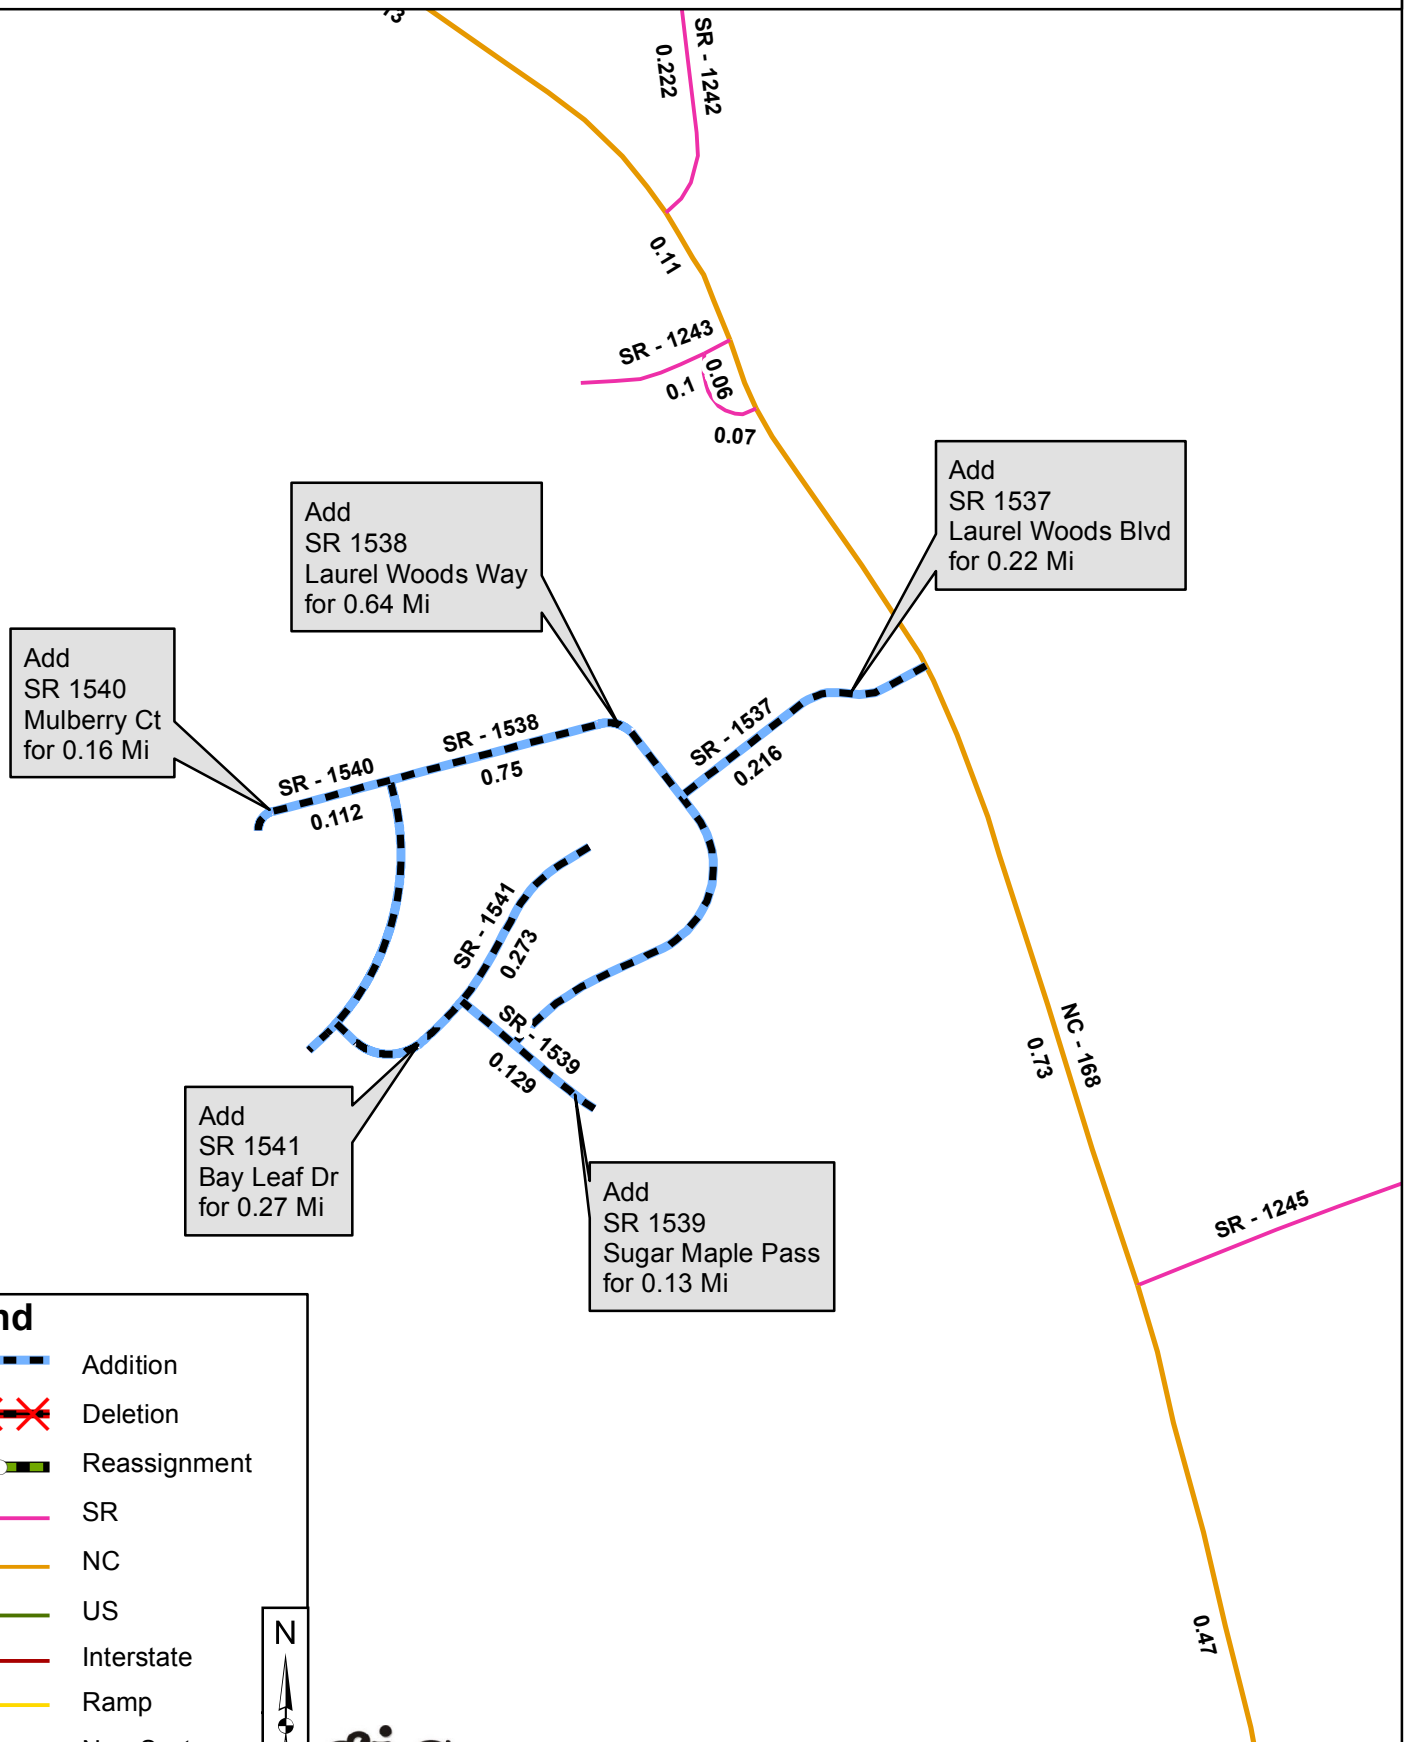 SR - 1242
0.222
0.11
SR - 1243
0.1
0.06
0.07
Add
SR 1537
Laurel Woods Blvd
for 0.22 Mi
Add
SR 1538
Laurel Woods Way
for 0.64 Mi
Add
SR 1540
Mulberry Ct
for 0.16 Mi
SR - 1537
0.216
SR - 1538
0.75
SR - 1540
0.112
SR - 1541
0.273
SR - 1539
0.129
NC - 168
0.73
Add
SR 1541
Bay Leaf Dr
for 0.27 Mi
Add
SR 1539
Sugar Maple Pass
for 0.13 Mi
SR - 1245
0.47
nd
Addition
Deletion
Reassignment
SR
NC
US
Interstate
Ramp
N